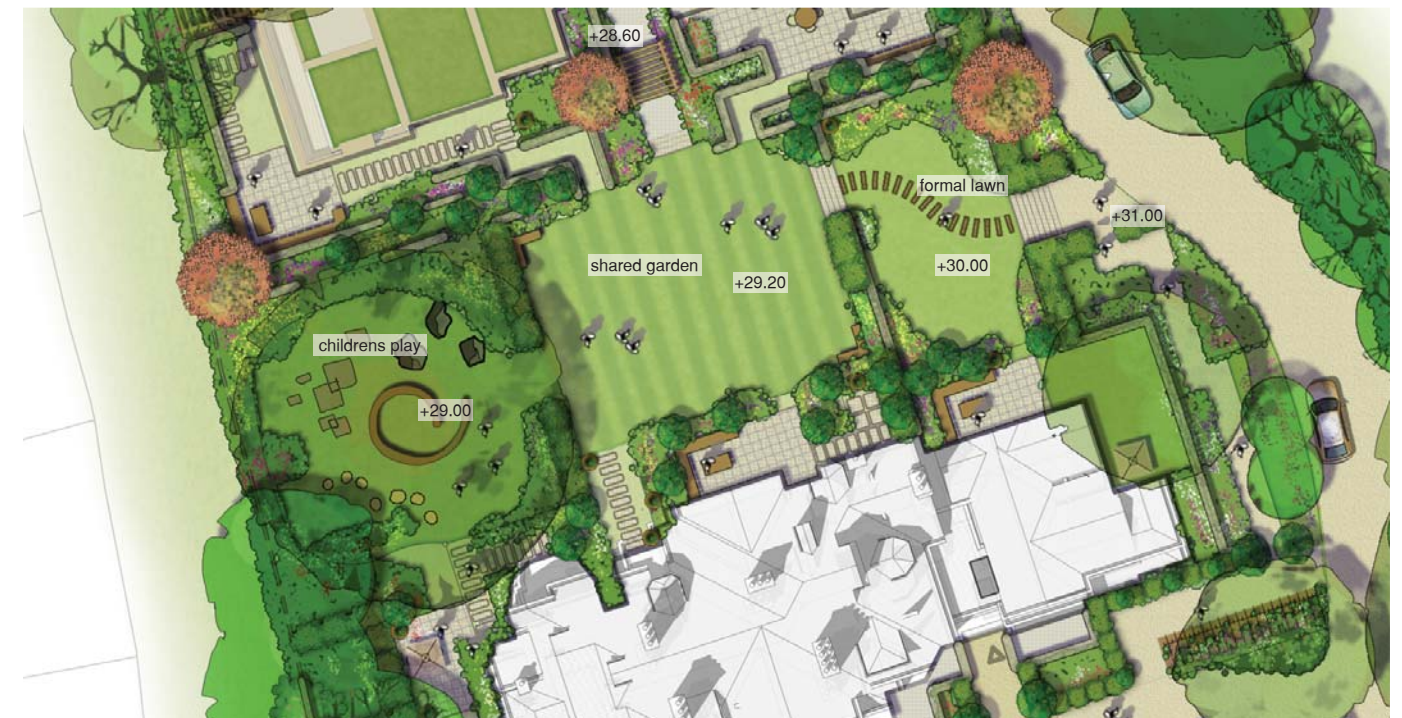 +28.60
formal lawn
+31.00
shared garden
+30.00
+29.20
childrens play
+29.00